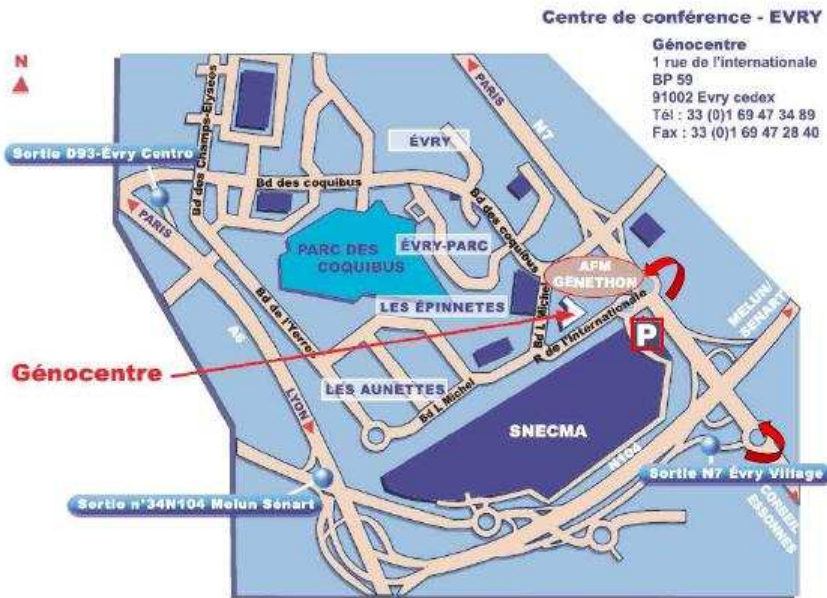 Centre de conférence - EVRY
Génocentre
1 rue de l'internationale
BP 59
91002 Evry cedex
Tél : 33 (0)1 69 47 34 89
Fax : 33 (0)1 69 47 28 40
N
PARIS
N7
ÉVRY
Sortie D93-Évry Centro
Bd des Champs-Elysees
Bd des coquibus
Bd des coquibus
PARIS
PARC DES
COQUIBUS
ÉVRY-PARC
AFM
GENETHON
MELUN
SENART
LES ÉPINNETES
Bd de l'Yerres
Bd L Michel
R de l'Internationale
A6
P
Génocentre
LES AUNETTES
Bd L Michel
LYON
SNECMA
N104
Sortie N7 Évry Village
Sortie n°34N104 Melun Sénart
CORBEIL
ESSONNES